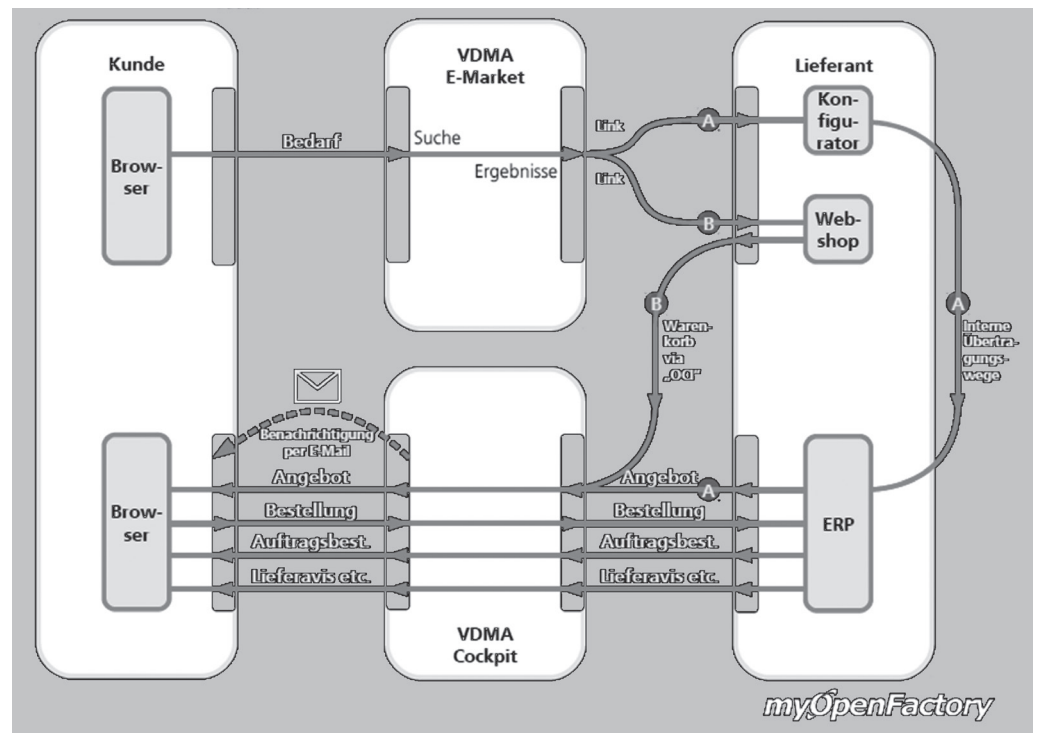 Kunde
VDMA
E-Market
Lieferant
Kon-
figu-
rator
Brow-
ser
Bedarf
Suche
Ergebnisse
Link
A
Link
B
Web-
shop
B
Waren-
korb
via
„OCI“
A
Interne
Übertra-
gungs-
wege
Benachrichtigung
per E-Mail
Brow-
ser
Angebot
Angebot
A
Bestellung
Bestellung
Auftragsbest.
Auftragsbest.
Lieferavis etc.
Lieferavis etc.
ERP
VDMA
Cockpit
myOpenFactory